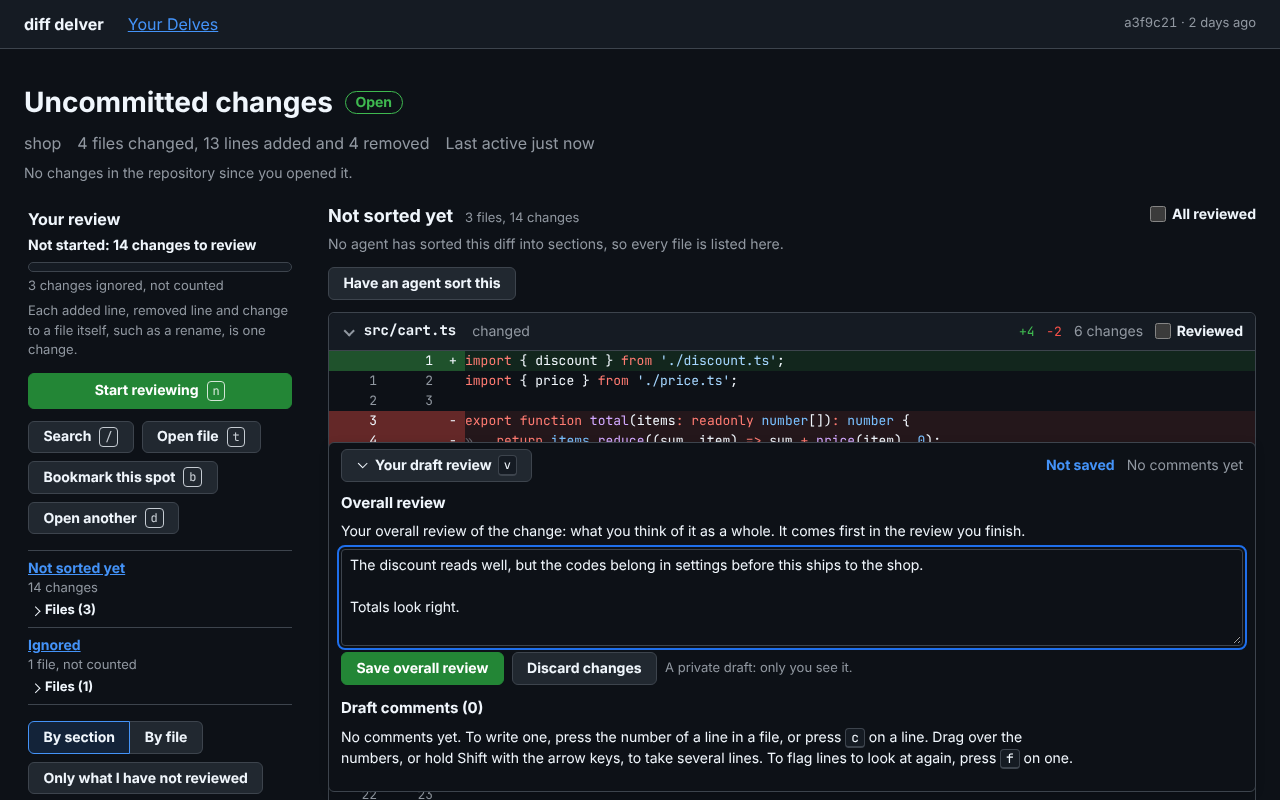 diff delver Your Delves a3f9c21 · 2 days ago
Uncommitted changes Open
shop 4 files changed, 13 lines added and 4 removed Last active just now
No changes in the repository since you opened it.
Your review
Not started: 14 changes to review
3 changes ignored, not counted
Each added line, removed line and change
to a file itself, such as a rename, is one
change.
Start reviewing n
Search / Open file t
Bookmark this spot b
Open another d
Not sorted yet
14 changes
Files (3)
Ignored
1 file, not counted
Files (1)
By section By file
Only what I have not reviewed
Not sorted yet 3 files, 14 changes All reviewed
No agent has sorted this diff into sections, so every file is listed here.
Have an agent sort this
src/cart.ts changed +4 -2 6 changes Reviewed
1 + import { discount } from './discount.ts';
1 2 import { price } from './price.ts';
2 3
3 - export function total(items: readonly number[]): number {
4 - » return items.reduce((sum, item) => sum + price(item), 0);
Your draft review v Not saved No comments yet
Overall review
Your overall review of the change: what you think of it as a whole. It comes first in the review you finish.
The discount reads well, but the codes belong in settings before this ships to the shop.
Totals look right.
Save overall review Discard changes A private draft: only you see it.
Draft comments (0)
No comments yet. To write one, press the number of a line in a file, or press c on a line. Drag over the
numbers, or hold Shift with the arrow keys, to take several lines. To flag lines to look at again, press f on one.
22 23